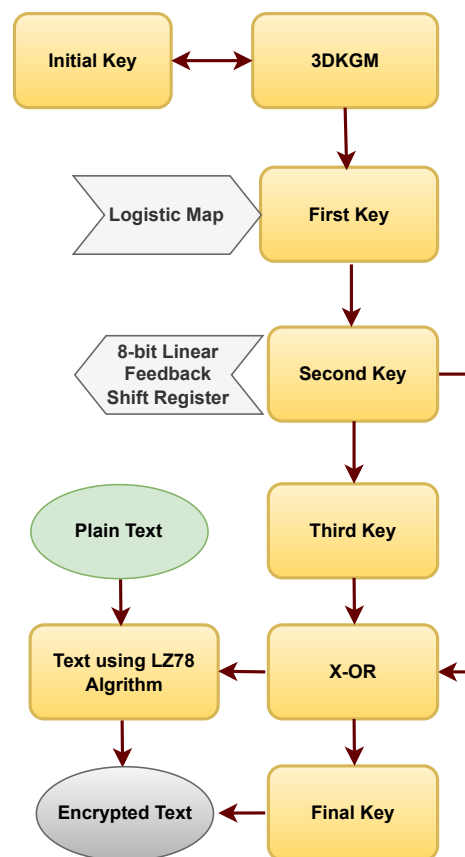 Initial Key
3DKGM
Logistic Map
First Key
8-bit Linear
Feedback
Shift Register
Second Key
Plain Text
Third Key
Text using LZ78
Algrithm
X-OR
Encrypted Text
Final Key